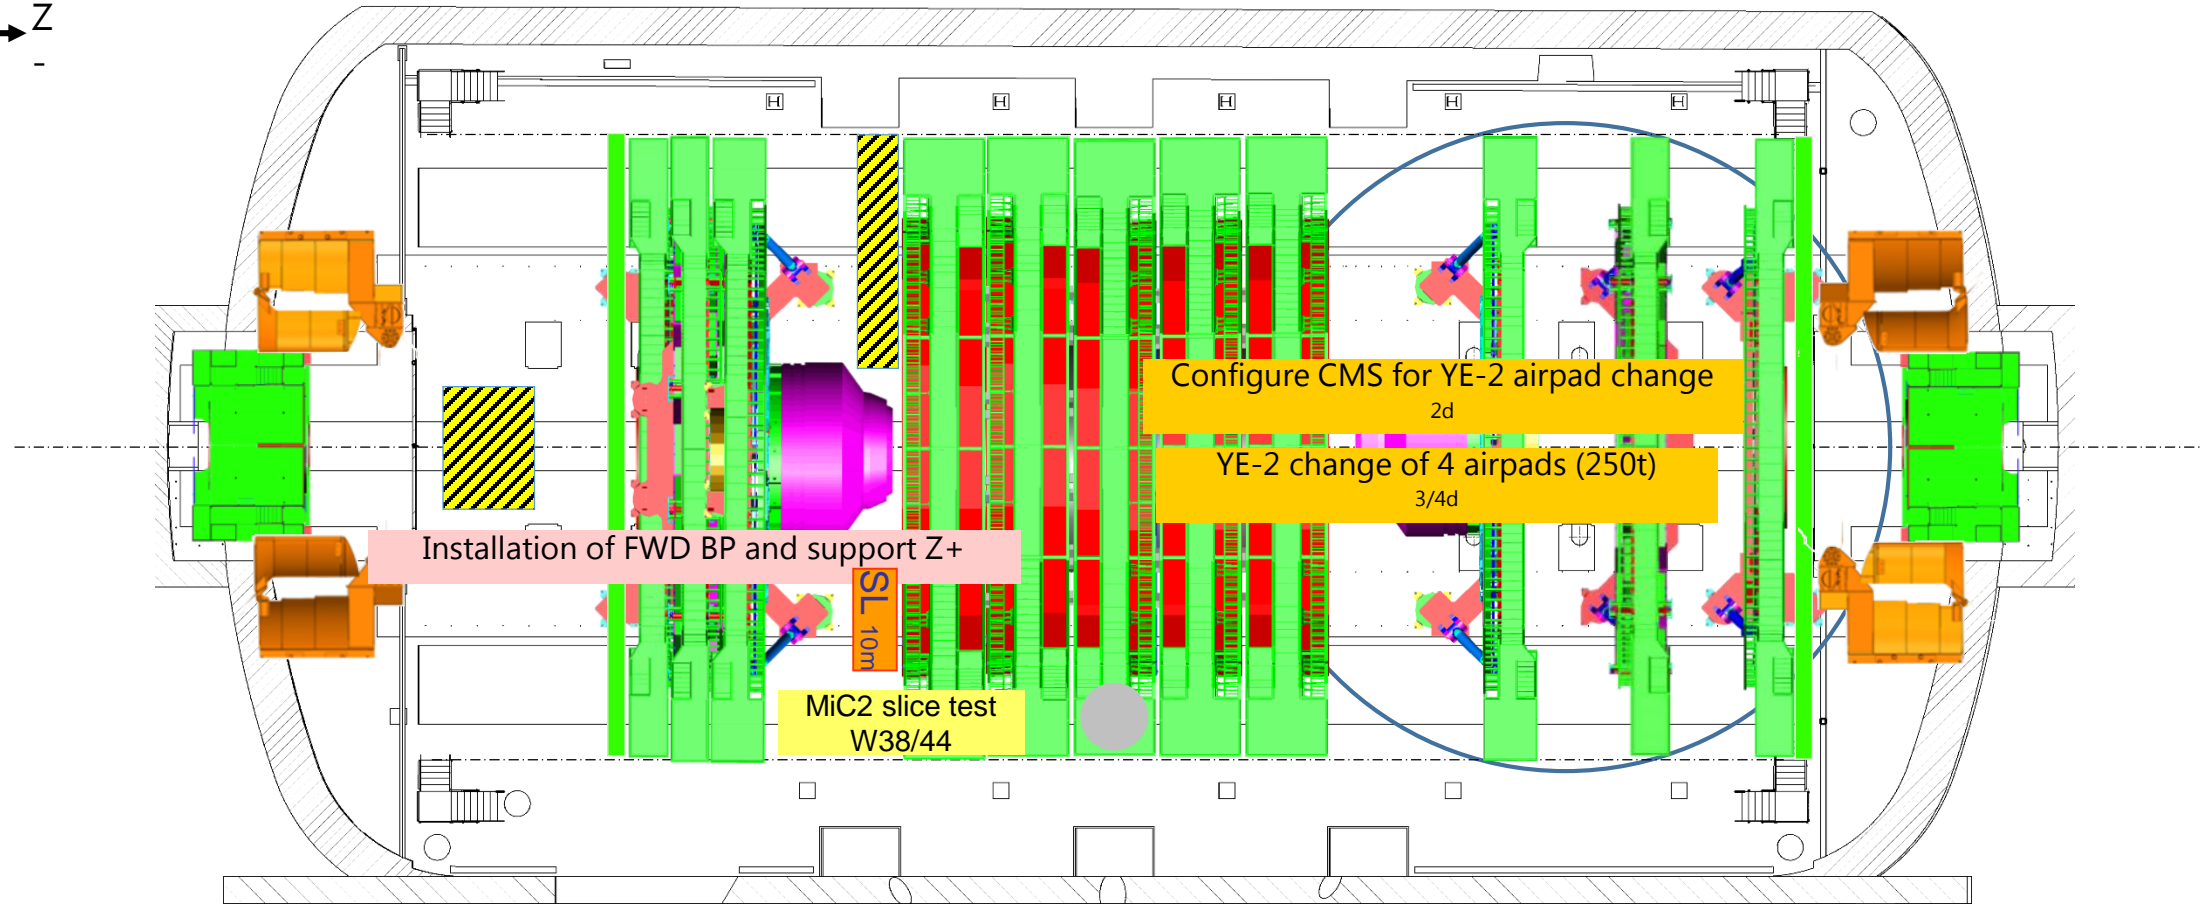 Z
-
H H H H H
Configure CMS for YE-2 airpad change
2d
YE-2 change of 4 airpads (250t)
3/4d
Installation of FWD BP and support Z+
SL 10m
MiC2 slice test
W38/44